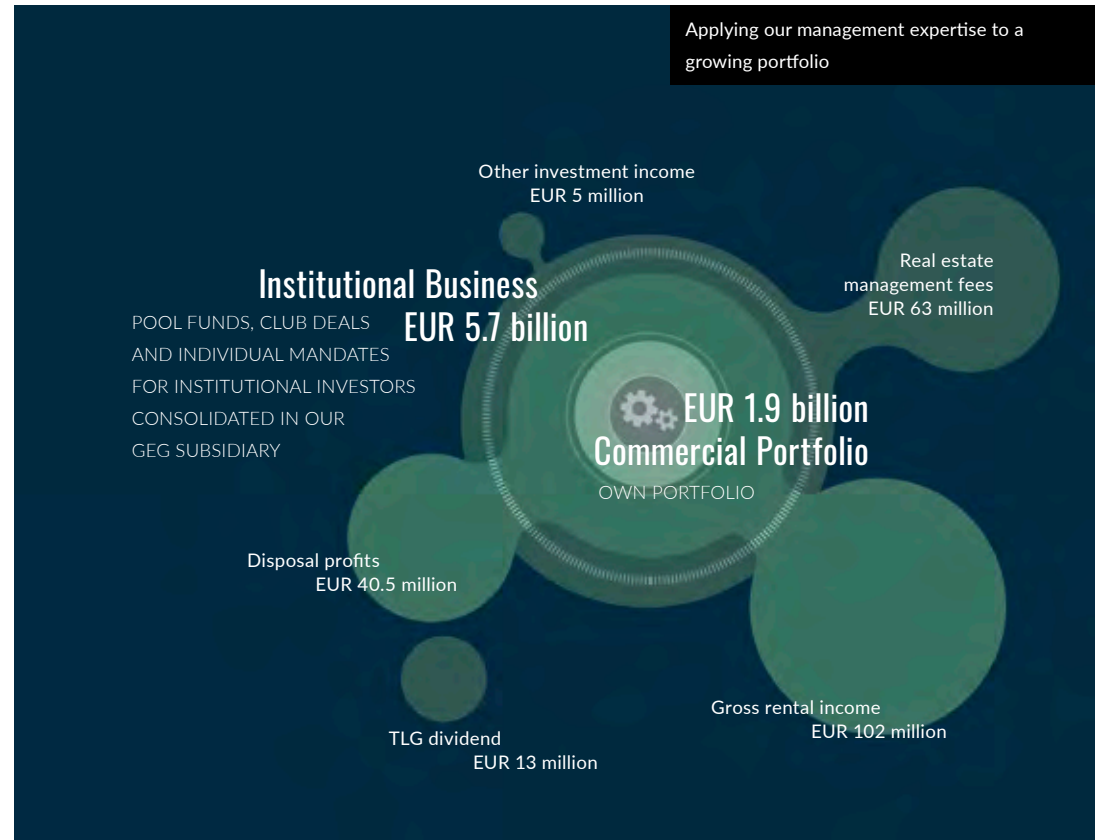 Applying our management expertise to a
growing portfolio
Other investment income
EUR 5 million
Real estate
management fees
EUR 63 million
Institutional Business
EUR 5.7 billion
POOL FUNDS, CLUB DEALS
AND INDIVIDUAL MANDATES
FOR INSTITUTIONAL INVESTORS
CONSOLIDATED IN OUR
GEG SUBSIDIARY
EUR 1.9 billion
Commercial Portfolio
OWN PORTFOLIO
Disposal profits
EUR 40.5 million
Gross rental income
EUR 102 million
TLG dividend
EUR 13 million